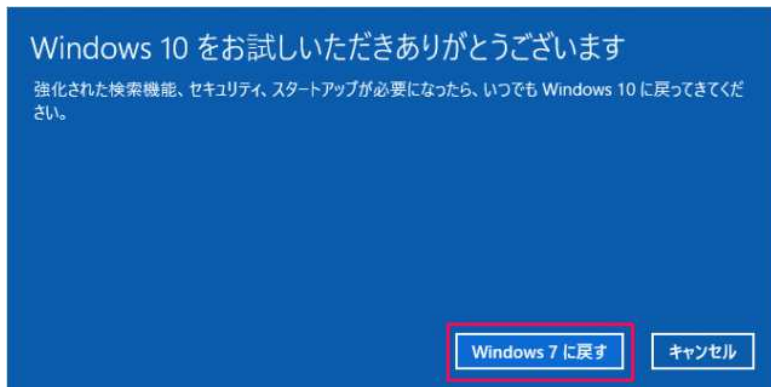 Windows 10 をお試しいただきありがとうございます
強化された検索機能、セキュリティ、スタートアップが必要になったら、いつでも Windows 10 に戻ってきてくだ
さい。
Windows 7 に戻す
キャンセル